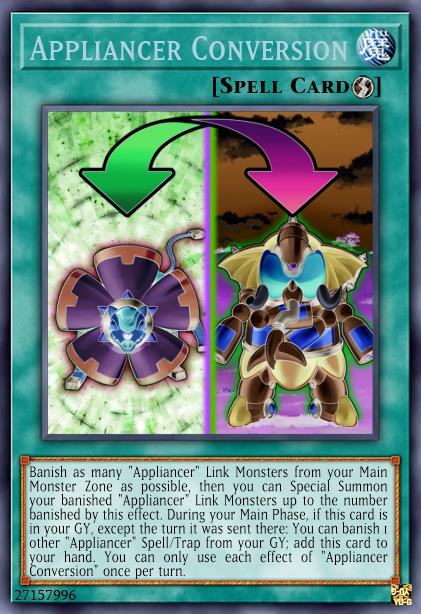 APPLIANCER CONVERSION 魔
[SPELL CARD]
Banish as many "Appliancer" Link Monsters from your Main
Monster Zone as possible, then you can Special Summon
your banished "Appliancer" Link Monsters up to the number
banished by this effect. During your Main Phase, if this card is
in your GY, except the turn it was sent there: You can banish 1
other "Appliancer" Spell/Trap from your GY; add this card to
your hand. You can only use each effect of "Appliancer
Conversion" once per turn.
27157996